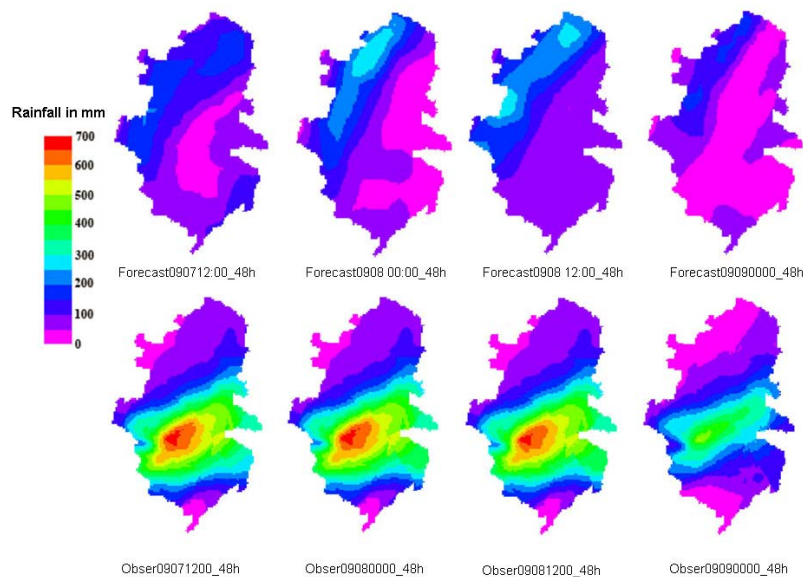 Rainfall in mm
700
600
500
400
300
200
100
0
Forecast090712:00_48h
Forecast0908 00:00_48h
Forecast0908 12:00_48h
Forecast09090000_48h
Obser09071200_48h
Obser09080000_48h
Obser09081200_48h
Obser09090000_48h